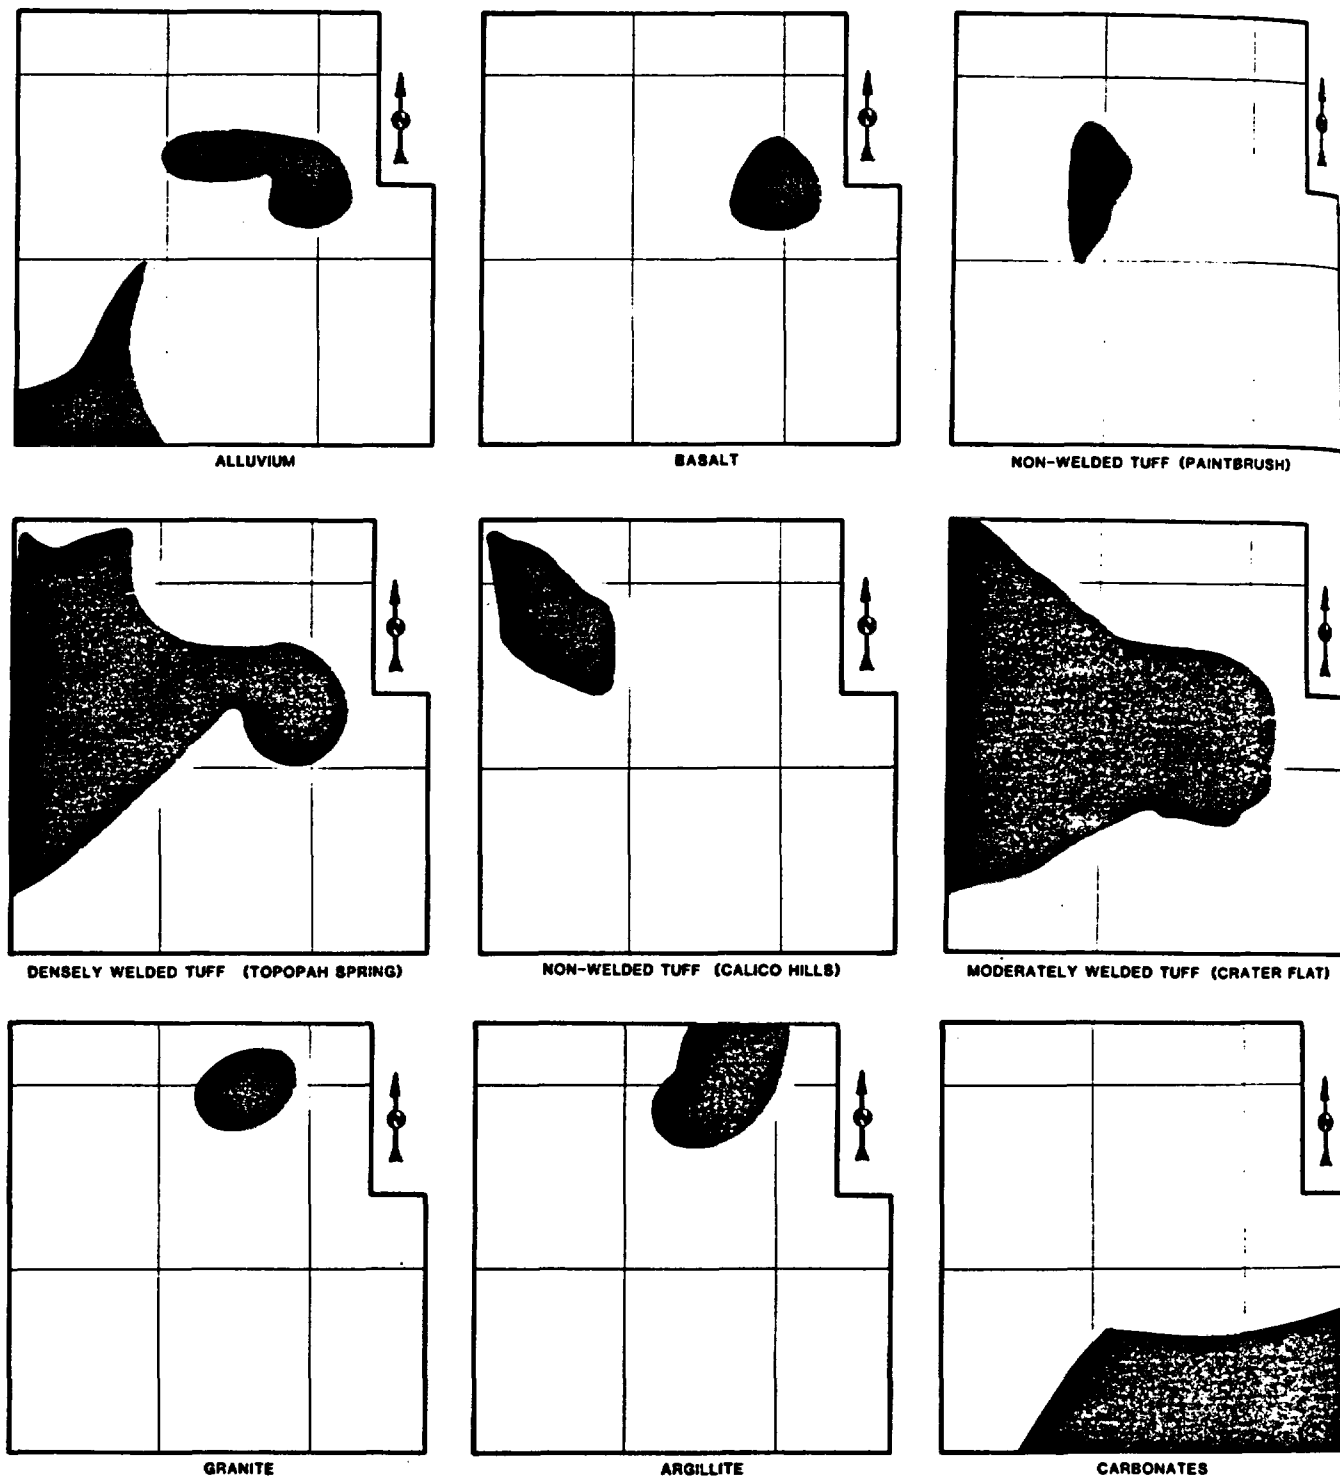 ALLUVIUM
BASALT
NON-WELDED TUFF (PAINTBRUSH)
DENSELY WELDED TUFF (TOPOPAH SPRING)
NON-WELDED TUFF (CALICO HILLS)
MODERATELY WELDED TUFF (CRATER FLAT)
GRANITE
ARGILLITE
CARBONATES